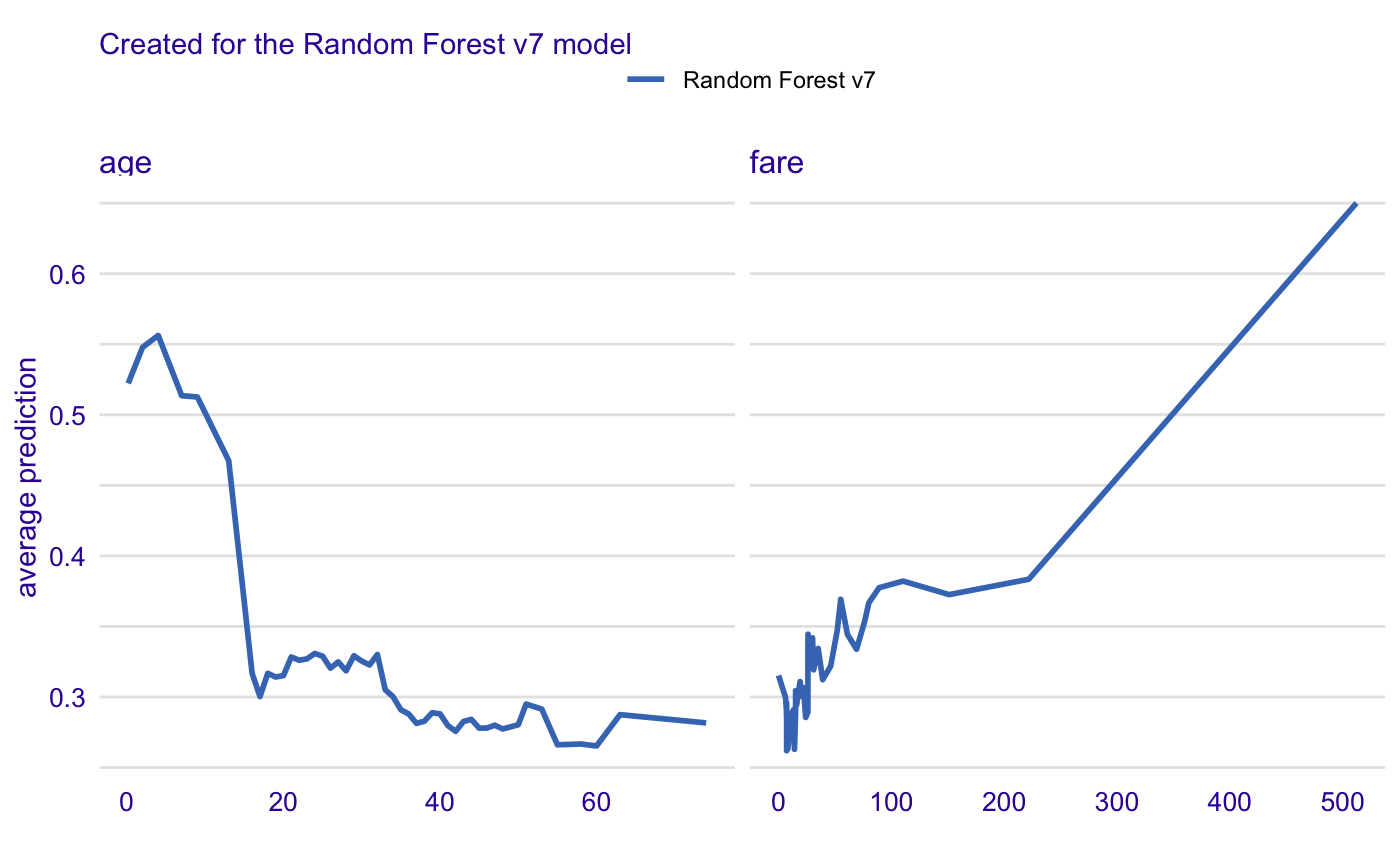 Created for the Random Forest v7 model
Random Forest v7
age
fare
average prediction
0.6
0.5
0.4
0.3
0 20 40 60
0 100 200 300 400 500